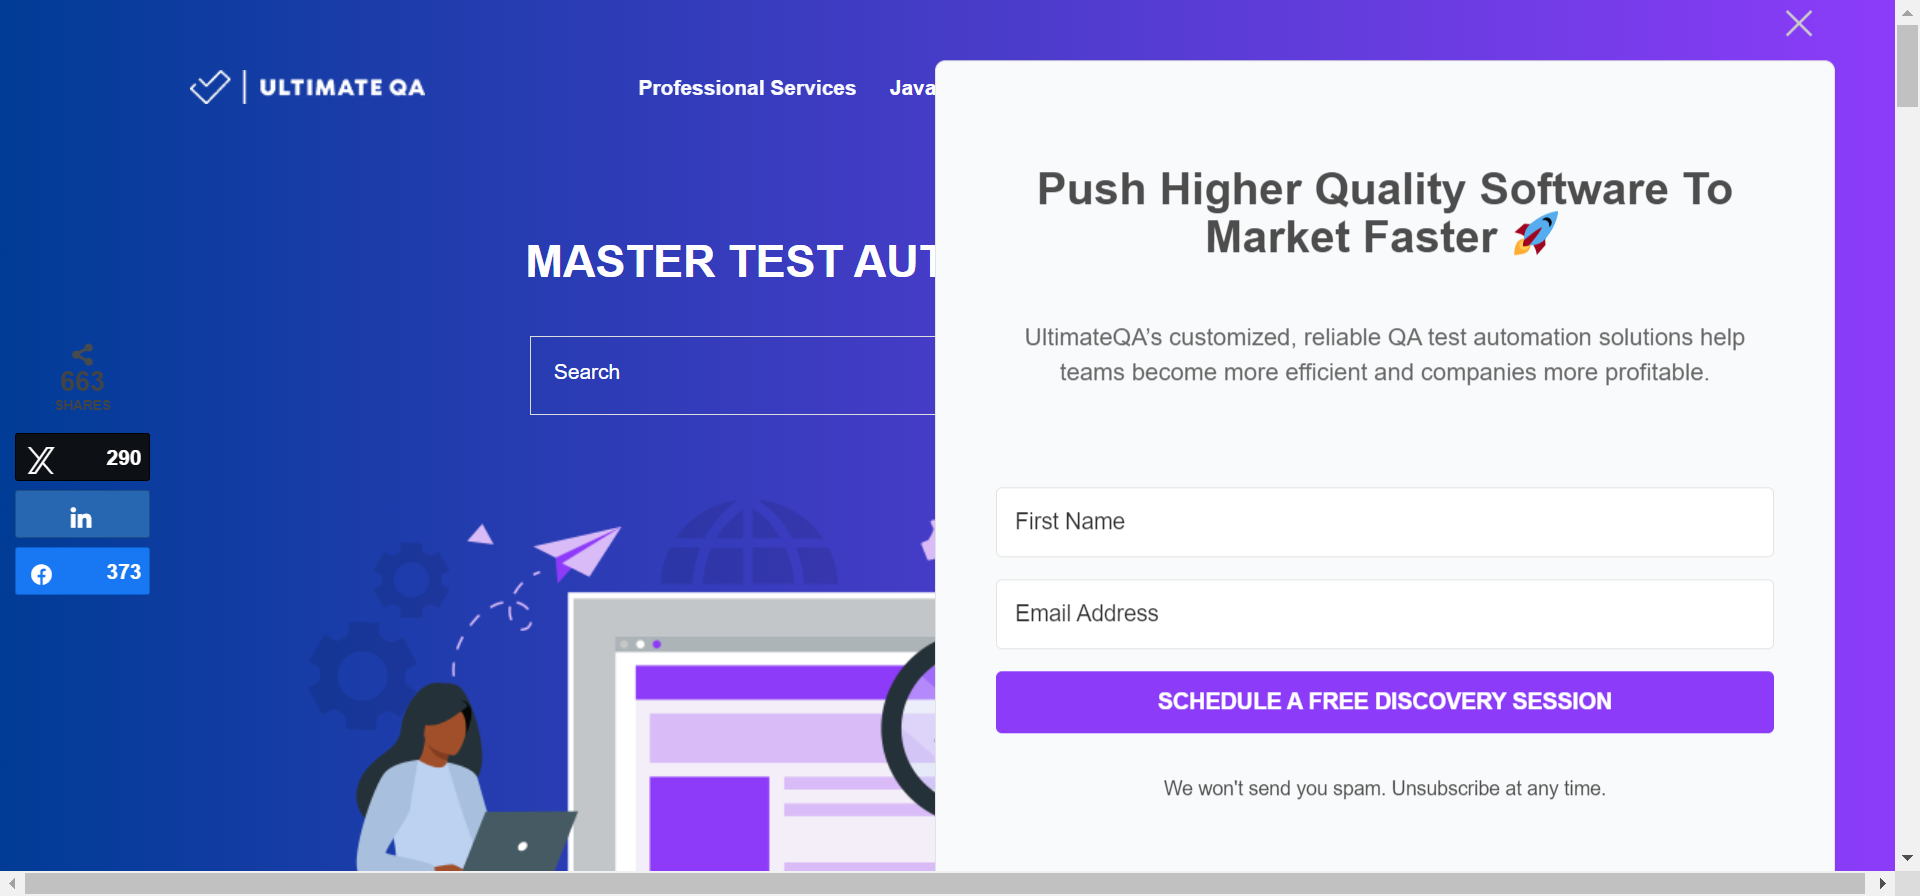 ULTIMATE QA
Professional Services
Java
MASTER TEST AUT
Search
663
SHARES
290
in
373
Push Higher Quality Software To
Market Faster 🚀
UltimateQA’s customized, reliable QA test automation solutions help
teams become more efficient and companies more profitable.
First Name
Email Address
SCHEDULE A FREE DISCOVERY SESSION
We won't send you spam. Unsubscribe at any time.